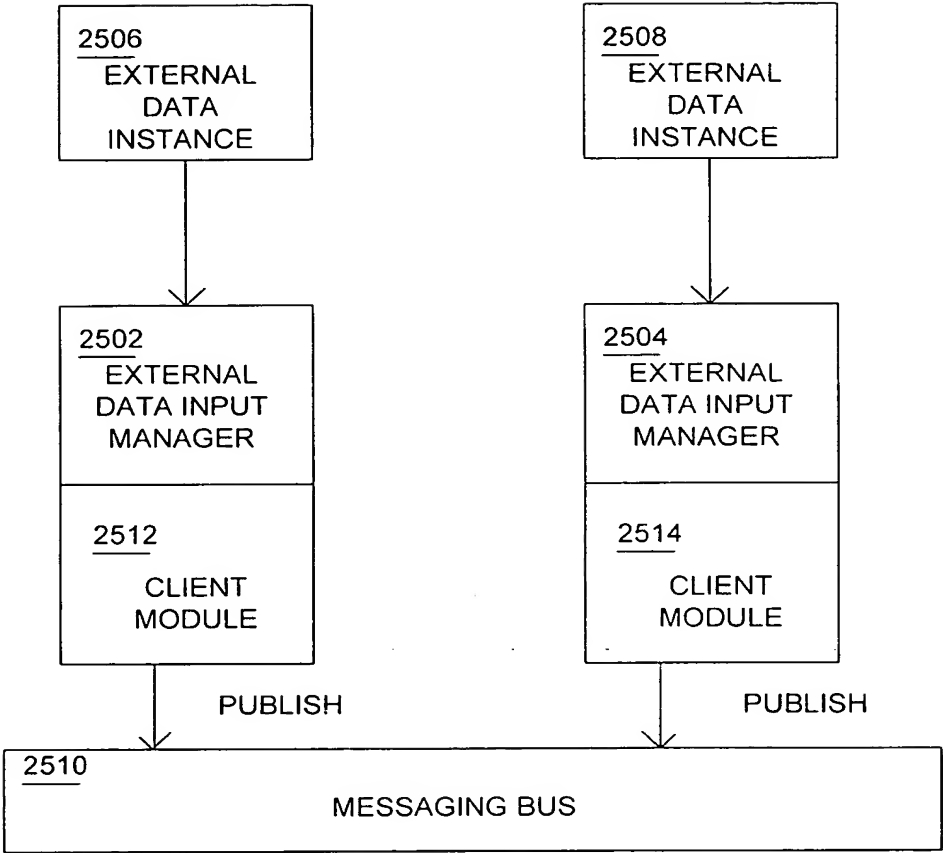 2506
EXTERNAL
DATA
INSTANCE
2508
EXTERNAL
DATA
INSTANCE
2502
EXTERNAL
DATA INPUT
MANAGER
2504
EXTERNAL
DATA INPUT
MANAGER
2512
CLIENT
MODULE
2514
CLIENT
MODULE
PUBLISH
PUBLISH
2510
MESSAGING BUS